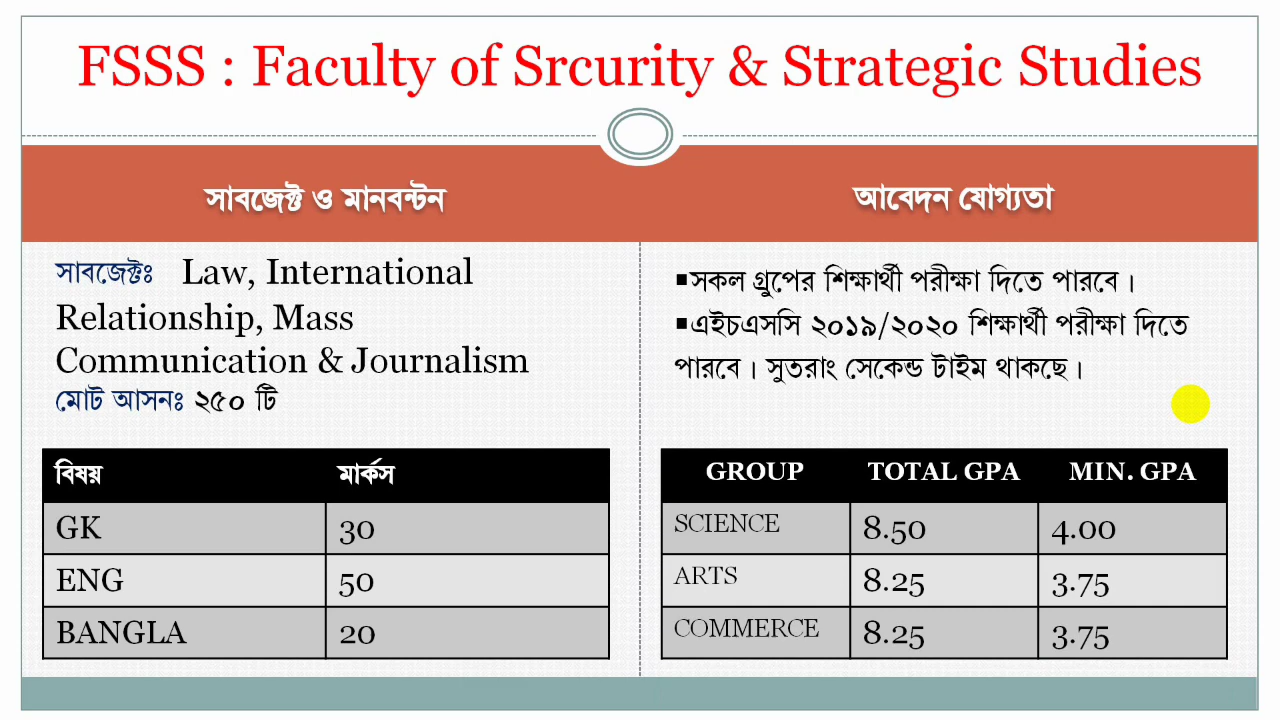 FSSS : Faculty of Srcurity & Strategic Studies
সাবজেক্ট ও মানবন্টন
আবেদন যোগ্যতা
সাবজেক্টঃ Law, International
Relationship, Mass
Communication & Journalism
মোট আসনঃ ২৫০ টি
▪সকল গ্রুপের শিক্ষার্থী পরীক্ষা দিতে পারবে।
▪এইচএসসি ২০১৯/২০২০ শিক্ষার্থী পরীক্ষা দিতে
পারবে। সুতরাং সেকেন্ড টাইম থাকছে।
বিষয় মার্কস
GK 30
ENG 50
BANGLA 20
GROUP TOTAL GPA MIN. GPA
SCIENCE 8.50 4.00
ARTS 8.25 3.75
COMMERCE 8.25 3.75